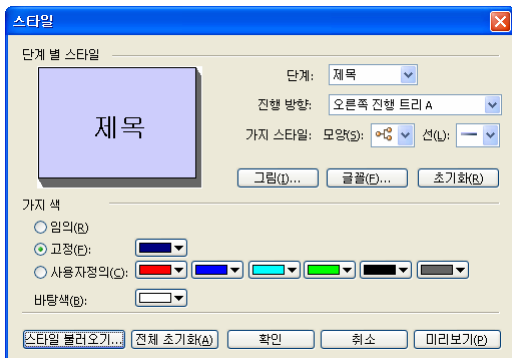 스타일
단계 별 스타일
제목
단계: 제목
진행 방향: 오른쪽 진행 트리 A
가지 스타일: 모양(S): 선(L):
그림(I)... 글꼴(F)... 초기화(R)
가지 색
임의(R)
고정(F):
사용자정의(C):
바탕색(B):
스타일 불러오기... 전체 초기화(A) 확인 취소 미리보기(P)